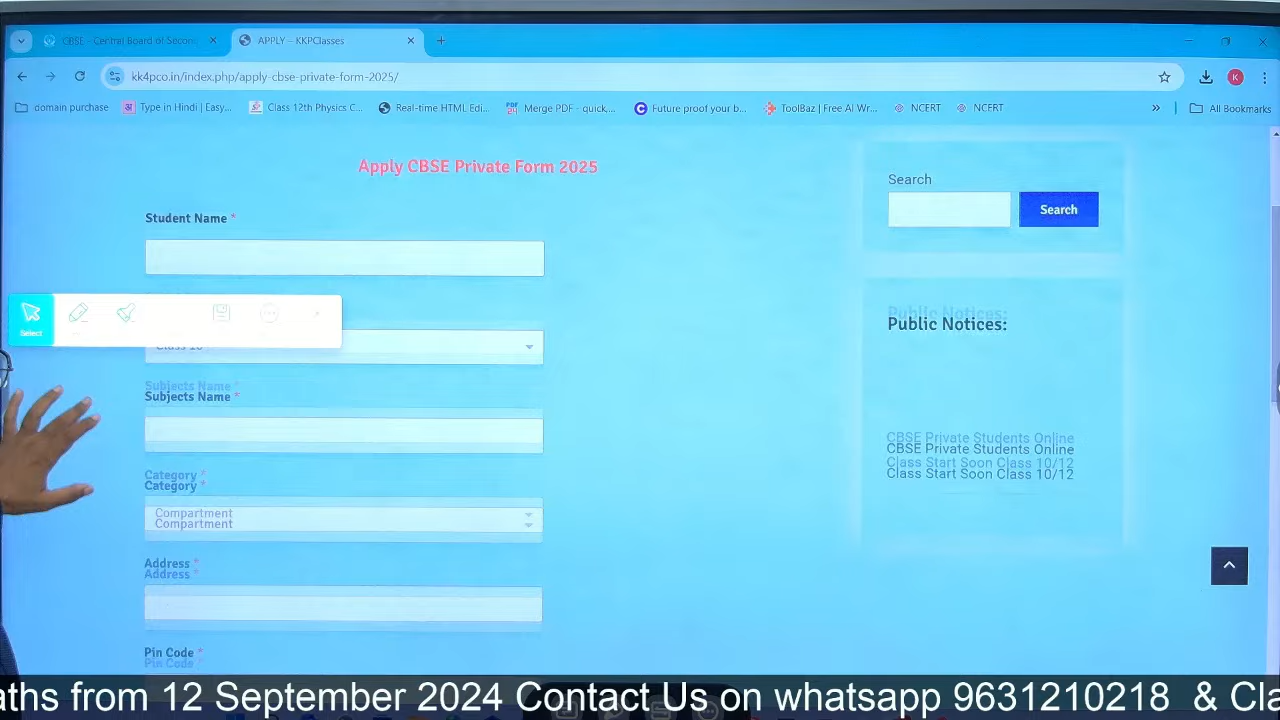 CBSE - Central Board of Secon
APPLY – KKPClasses
kk4pco.in/index.php/apply-cbse-private-form-2025/
K
domain purchase
Type in Hindi | Easy...
Class 12th Physics C...
Real-time HTML Edi...
Merge PDF - quick,...
Future proof your b...
ToolBaz | Free AI Wr...
NCERT
NCERT
All Bookmarks
Apply CBSE Private Form 2025
Search
Search
Student Name *
Select
Public Notices:
Class 10
Subjects Name *
CBSE Private Students Online
Class Start Soon Class 10/12
Category *
Compartment
Address *
Pin Code *
aths from 12 September 2024 Contact Us on whatsapp 9631210218 & Cla